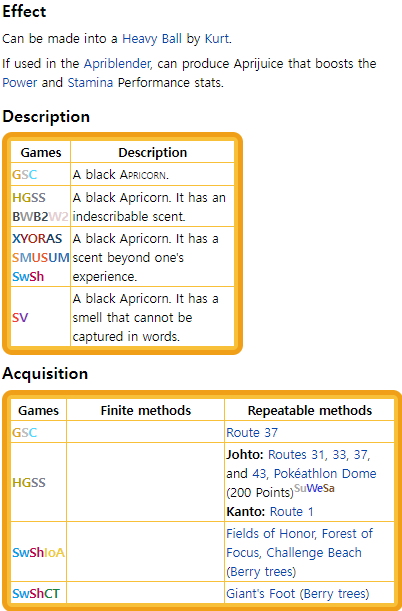 Effect
Can be made into a Heavy Ball by Kurt.
If used in the Apriblender, can produce Aprijuice that boosts the
Power and Stamina Performance stats.
Description
Games Description
GSC A black APRICORN.
HGSS A black Apricorn. It has an
BWB2W2 indescribable scent.
XYORAS A black Apricorn. It has a
SMUSUM scent beyond one's
SwSh experience.
A black Apricorn. It has a
SV smell that cannot be
captured in words.
Acquisition
Games Finite methods Repeatable methods
GSC Route 37
Johto: Routes 31, 33, 37,
and 43, Pokéathlon Dome
HGSS (200 Points)SuWeSa
Kanto: Route 1
Fields of Honor, Forest of
SwShIoA Focus, Challenge Beach
(Berry trees)
SwShCT Giant's Foot (Berry trees)